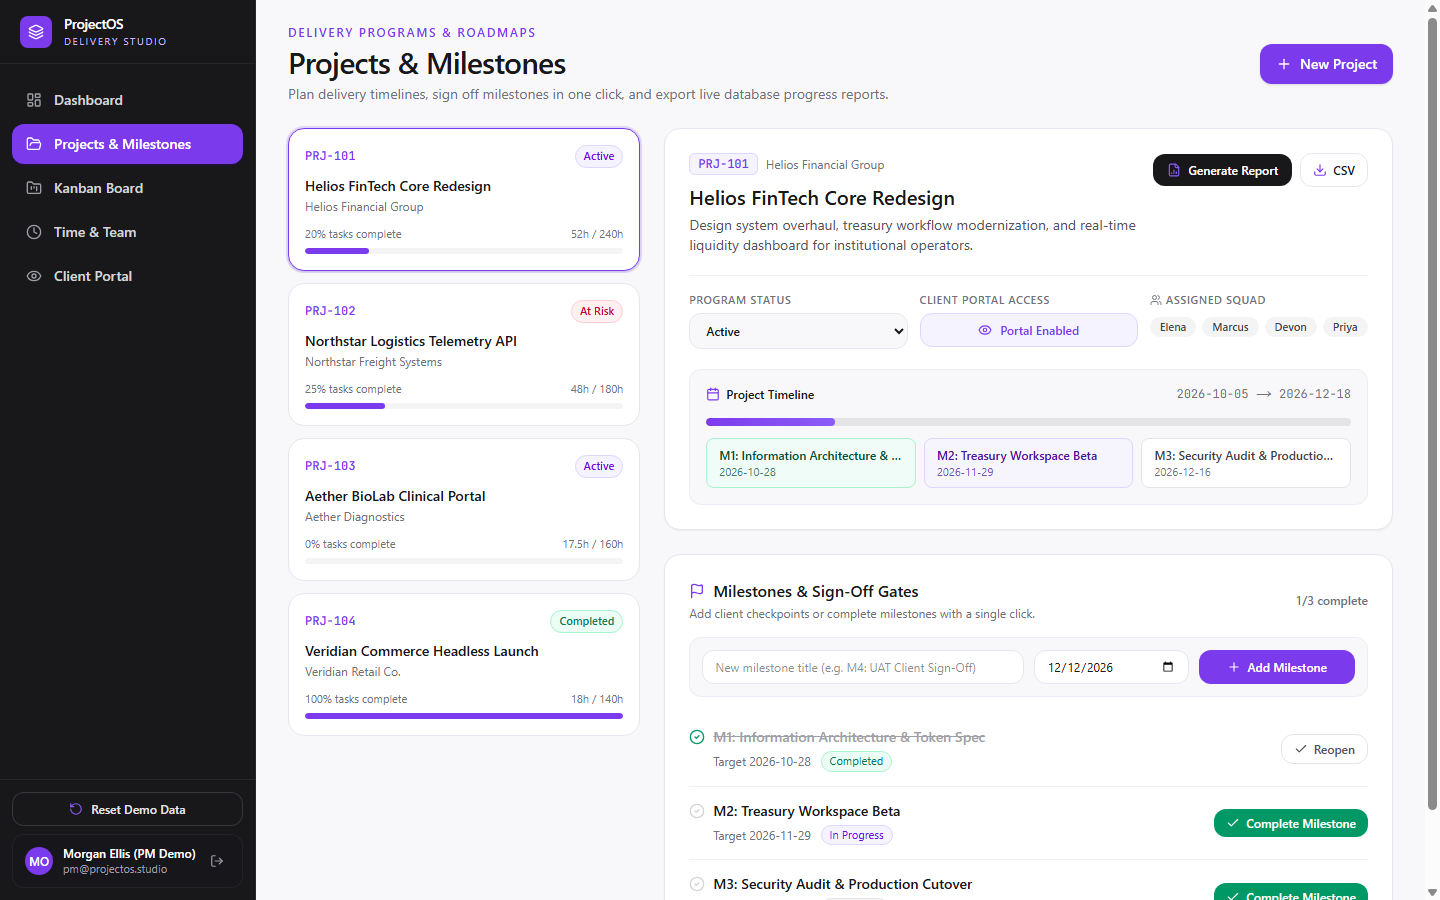 ProjectOS
DELIVERY STUDIO
Dashboard
Projects & Milestones
Kanban Board
Time & Team
Client Portal
Reset Demo Data
MO
Morgan Ellis (PM Demo)
pm@projectos.studio
DELIVERY PROGRAMS & ROADMAPS
Projects & Milestones
Plan delivery timelines, sign off milestones in one click, and export live database progress reports.
New Project
PRJ-101
Active
Helios FinTech Core Redesign
Helios Financial Group
20% tasks complete
52h / 240h
PRJ-102
At Risk
Northstar Logistics Telemetry API
Northstar Freight Systems
25% tasks complete
48h / 180h
PRJ-103
Active
Aether BioLab Clinical Portal
Aether Diagnostics
0% tasks complete
17.5h / 160h
PRJ-104
Completed
Veridian Commerce Headless Launch
Veridian Retail Co.
100% tasks complete
18h / 140h
PRJ-101
Helios Financial Group
Generate Report
CSV
Helios FinTech Core Redesign
Design system overhaul, treasury workflow modernization, and real-time
liquidity dashboard for institutional operators.
PROGRAM STATUS
Active
CLIENT PORTAL ACCESS
Portal Enabled
ASSIGNED SQUAD
Elena
Marcus
Devon
Priya
Project Timeline
2026-10-05 → 2026-12-18
M1: Information Architecture & ...
2026-10-28
M2: Treasury Workspace Beta
2026-11-29
M3: Security Audit & Productio...
2026-12-16
Milestones & Sign-Off Gates
Add client checkpoints or complete milestones with a single click.
1/3 complete
New milestone title (e.g. M4: UAT Client Sign-Off)
12/12/2026
Add Milestone
M1: Information Architecture & Token Spec
Target 2026-10-28
Completed
Reopen
M2: Treasury Workspace Beta
Target 2026-11-29
In Progress
Complete Milestone
M3: Security Audit & Production Cutover
Complete Milestone